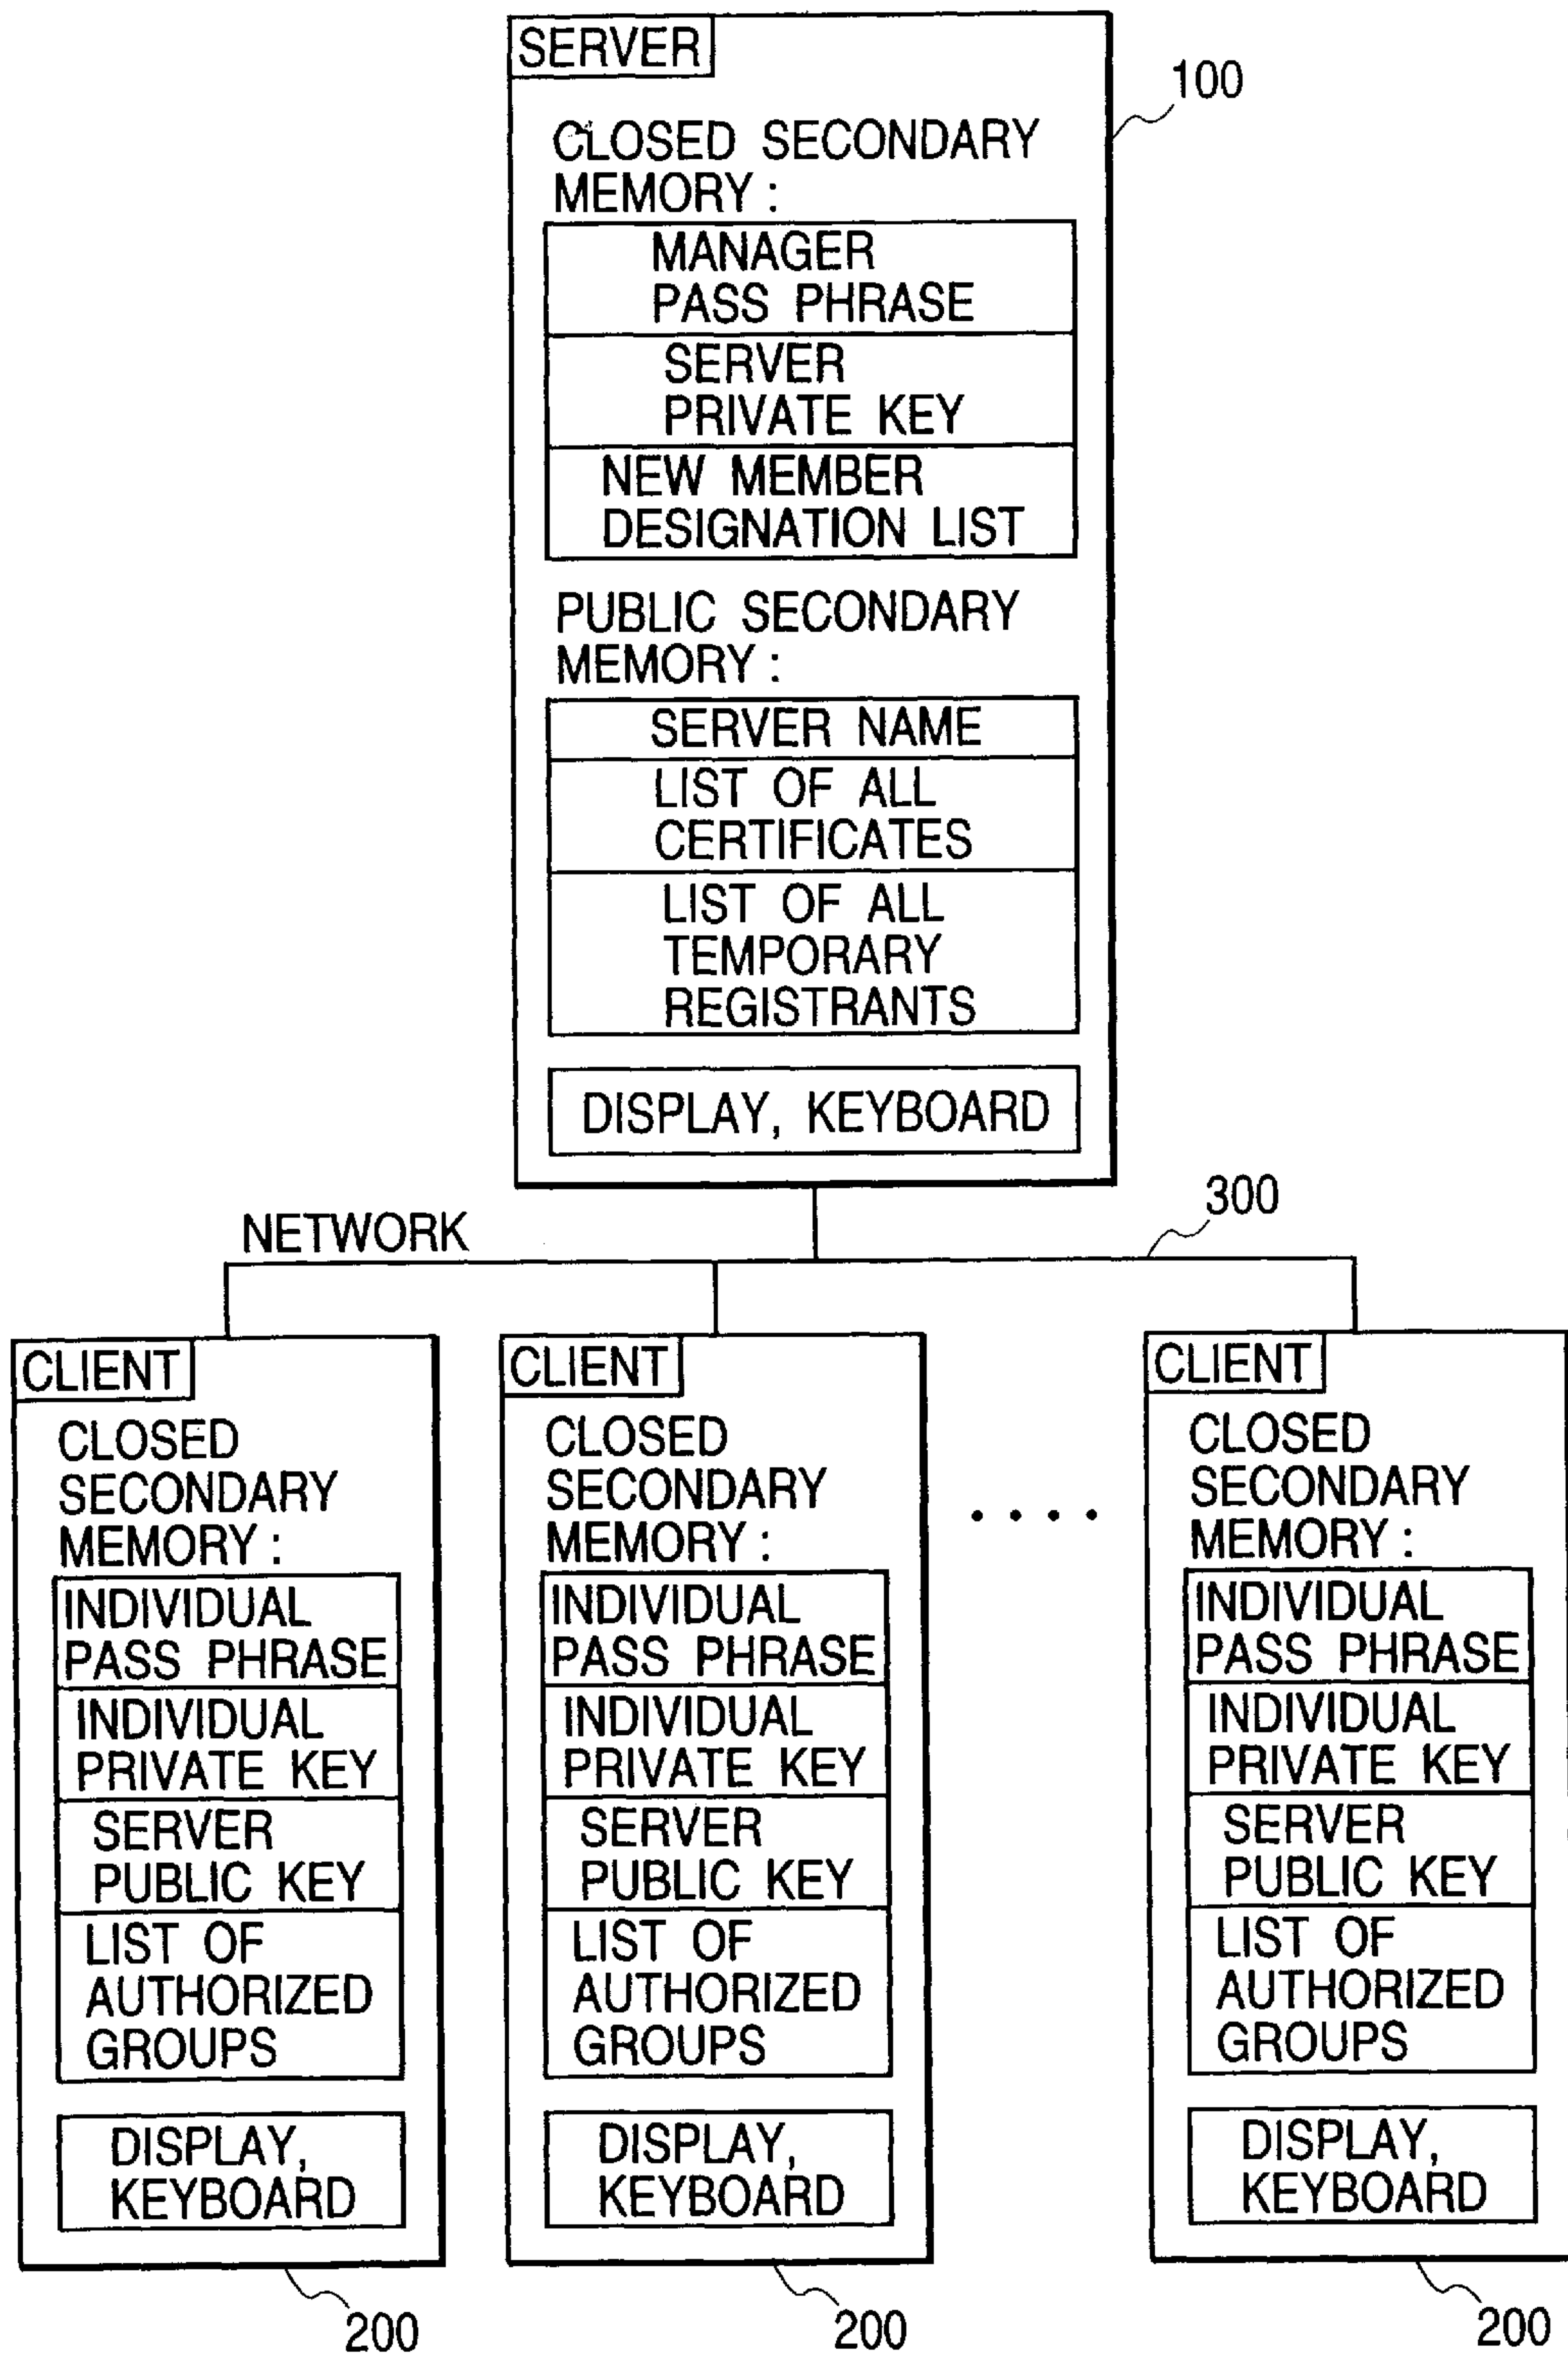 SERVER
100
CLOSED SECONDARY
MEMORY :
MANAGER
PASS PHRASE
SERVER
PRIVATE KEY
NEW MEMBER
DESIGNATION LIST
PUBLIC SECONDARY
MEMORY :
SERVER NAME
LIST OF ALL
CERTIFICATES
LIST OF ALL
TEMPORARY
REGISTRANTS
DISPLAY, KEYBOARD
NETWORK
300
CLIENT
CLOSED
SECONDARY
MEMORY :
INDIVIDUAL
PASS PHRASE
INDIVIDUAL
PRIVATE KEY
SERVER
PUBLIC KEY
LIST OF
AUTHORIZED
GROUPS
DISPLAY,
KEYBOARD
200
CLIENT
CLOSED
SECONDARY
MEMORY :
INDIVIDUAL
PASS PHRASE
INDIVIDUAL
PRIVATE KEY
SERVER
PUBLIC KEY
LIST OF
AUTHORIZED
GROUPS
DISPLAY,
KEYBOARD
200
....
CLIENT
CLOSED
SECONDARY
MEMORY :
INDIVIDUAL
PASS PHRASE
INDIVIDUAL
PRIVATE KEY
SERVER
PUBLIC KEY
LIST OF
AUTHORIZED
GROUPS
DISPLAY,
KEYBOARD
200